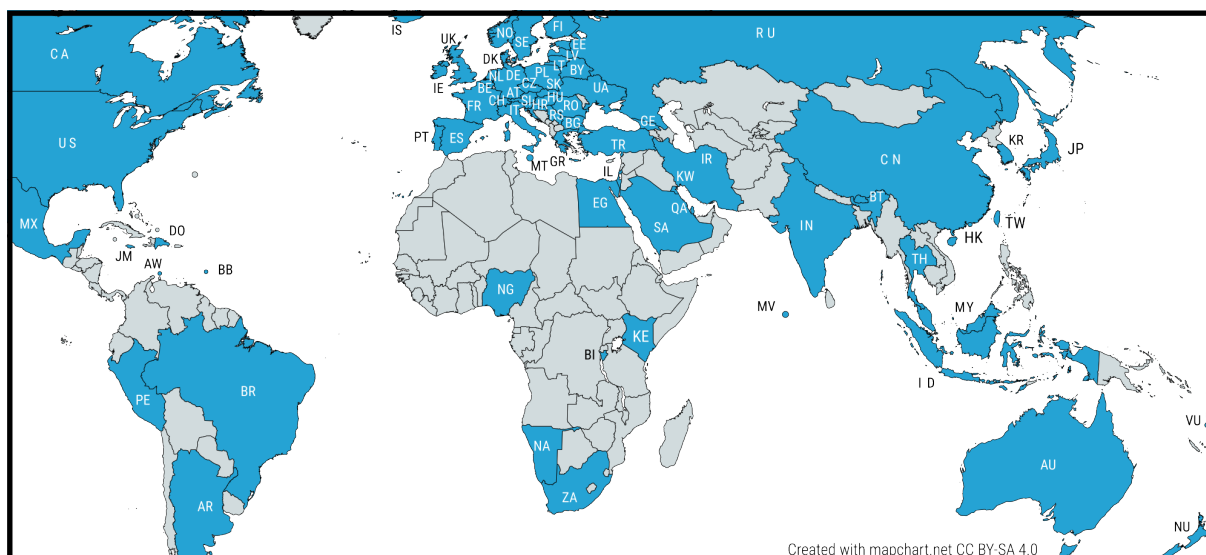 CA
IS
NO
SE
FI
RU
UK
DK
EE
LV
LT
BY
IE
NL
DE
PL
BE
CZ
SK
UA
CH
AT
HU
FR
SI
HR
RO
IT
RS
BG
GE
US
PT
ES
TR
KR
JP
MT
GR
IL
IR
CN
KW
MX
DO
EG
QA
BT
SA
IN
TW
HK
JM
AW
BB
TH
NG
MV
MY
KE
BI
PE
BR
ID
VU
NA
AU
ZA
AR
NU
Created with mapchart.net CC BY-SA 4.0